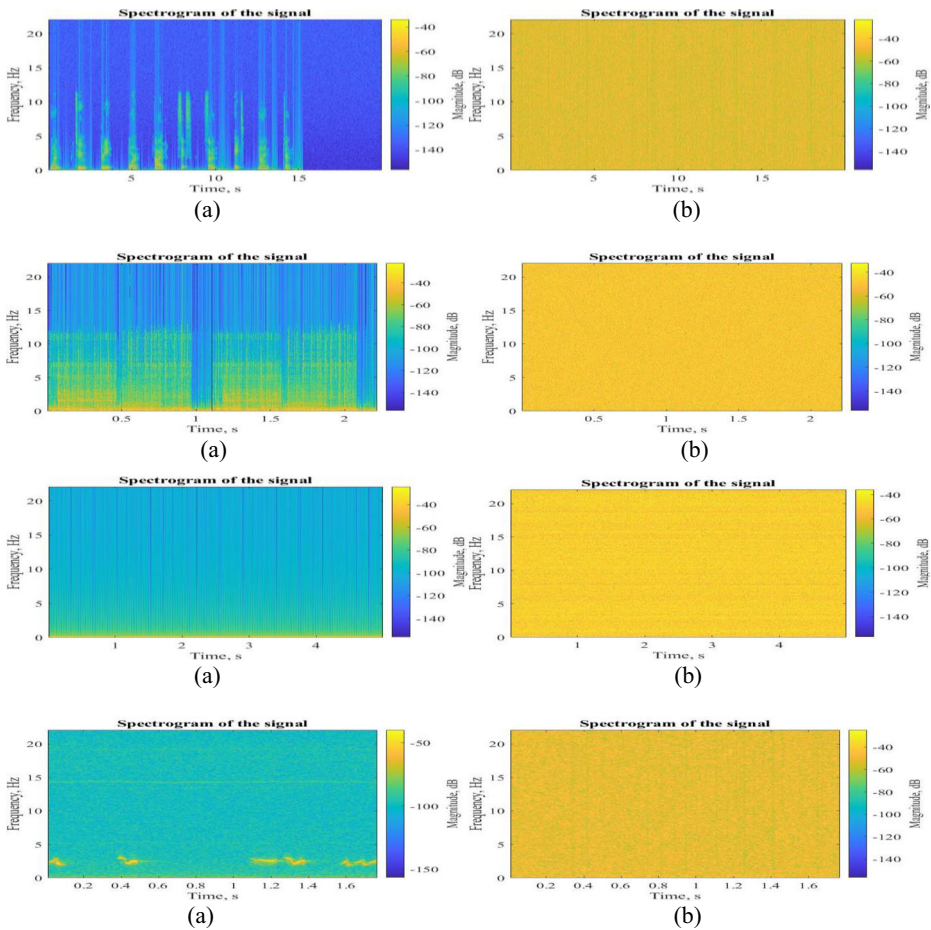 Spectrogram of the signal
Frequency, Hz
20
15
10
5
0
5 10 15
Time, s
-40
-60
-80
-100
-120
-140
Magnitude, dB
(a)
Spectrogram of the signal
Frequency, Hz
20
15
10
5
0
5 10 15
Time, s
-40
-60
-80
-100
-120
-140
Magnitude, dB
(b)
Spectrogram of the signal
Frequency, Hz
20
15
10
5
0
0.5 1 1.5 2
Time, s
-40
-60
-80
-100
-120
-140
Magnitude, dB
(a)
Spectrogram of the signal
Frequency, Hz
20
15
10
5
0
0.5 1 1.5 2
Time, s
-40
-60
-80
-100
-120
-140
Magnitude, dB
(b)
Spectrogram of the signal
Frequency, Hz
20
15
10
5
0
1 2 3 4
Time, s
-40
-60
-80
-100
-120
-140
Magnitude, dB
(a)
Spectrogram of the signal
Frequency, Hz
20
15
10
5
0
1 2 3 4
Time, s
-40
-60
-80
-100
-120
-140
Magnitude, dB
(b)
Spectrogram of the signal
Frequency, Hz
20
15
10
5
0
0.2 0.4 0.6 0.8 1 1.2 1.4 1.6
Time, s
-50
-100
-150
Magnitude, dB
(a)
Spectrogram of the signal
Frequency, Hz
20
15
10
5
0
0.2 0.4 0.6 0.8 1 1.2 1.4 1.6
Time, s
-40
-60
-80
-100
-120
-140
Magnitude, dB
(b)